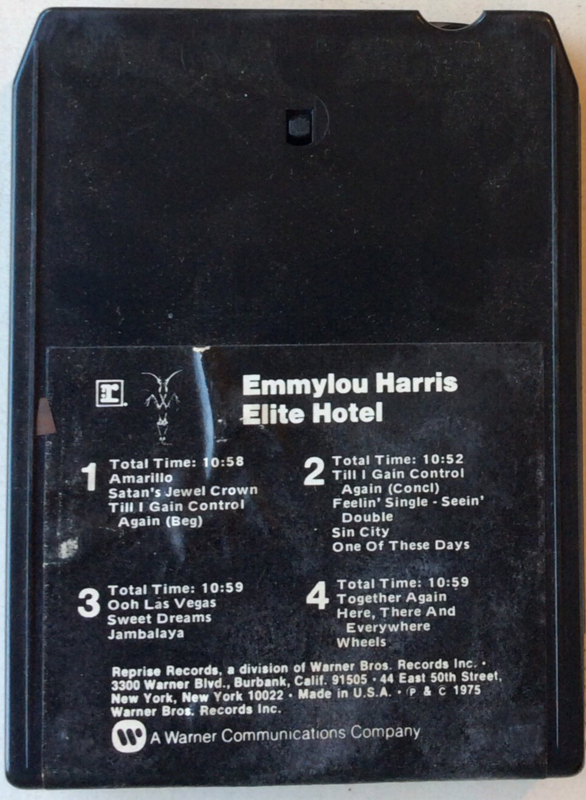 Emmylou Harris
Elite Hotel
1 Total Time: 10:58
Amarillo
Satan's Jewel Crown
Till I Gain Control
Again (Beg)
2 Total Time: 10:52
Till I Gain Control
Again (Concl)
Feelin' Single - Seein'
Double
Sin City
One Of These Days
3 Total Time: 10:59
Ooh Las Vegas
Sweet Dreams
Jambalaya
4 Total Time: 10:59
Together Again
Here, There And
Everywhere
Wheels
Reprise Records, a division of Warner Bros. Records Inc. •
3300 Warner Blvd., Burbank, Calif. 91505 • 44 East 50th Street,
New York, New York 10022 • Made in U.S.A. • ℗ & C 1975
Warner Bros. Records Inc.
A Warner Communications Company